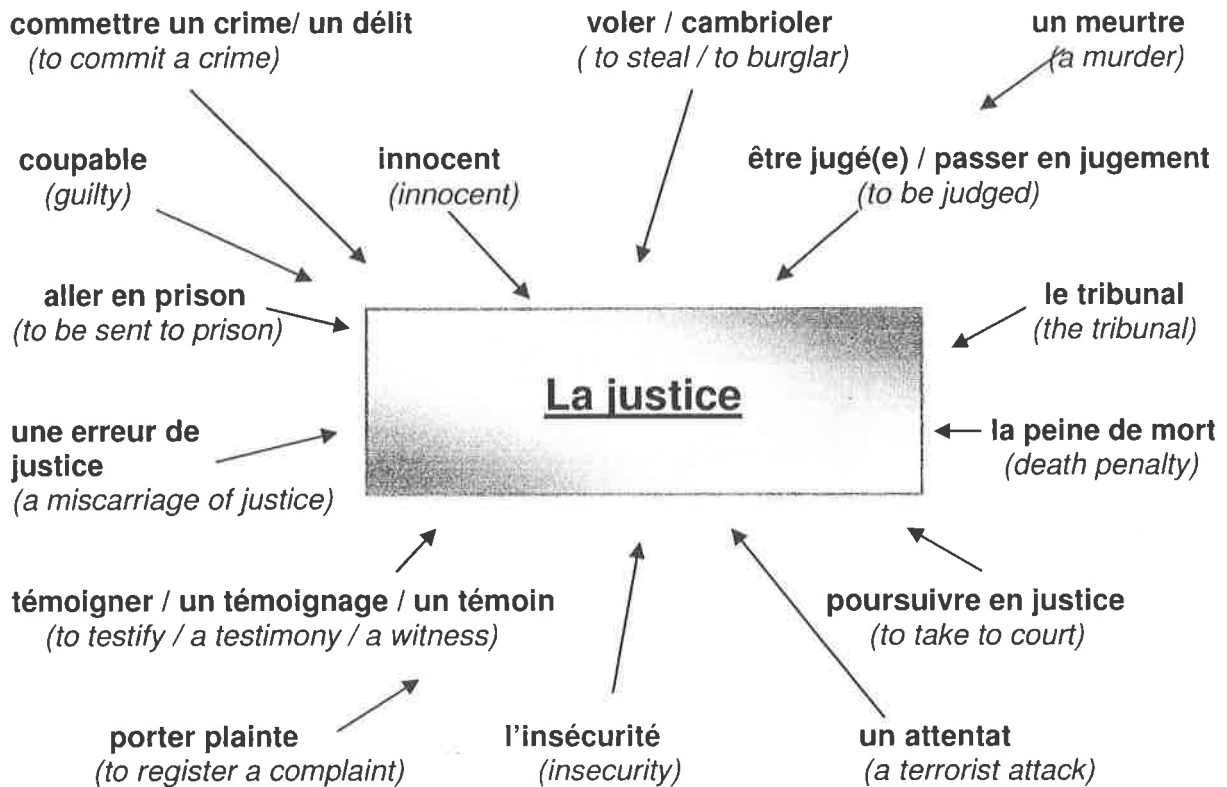 commettre un crime/ un délit
(to commit a crime)
voler / cambrioler
( to steal / to burglar)
un meurtre
(a murder)
coupable
(guilty)
innocent
(innocent)
être jugé(e) / passer en jugement
(to be judged)
aller en prison
(to be sent to prison)
le tribunal
(the tribunal)
La justice
une erreur de
justice
(a miscarriage of justice)
la peine de mort
(death penalty)
témoigner / un témoignage / un témoin
(to testify / a testimony / a witness)
poursuivre en justice
(to take to court)
porter plainte
(to register a complaint)
l'insécurité
(insecurity)
un attentat
(a terrorist attack)